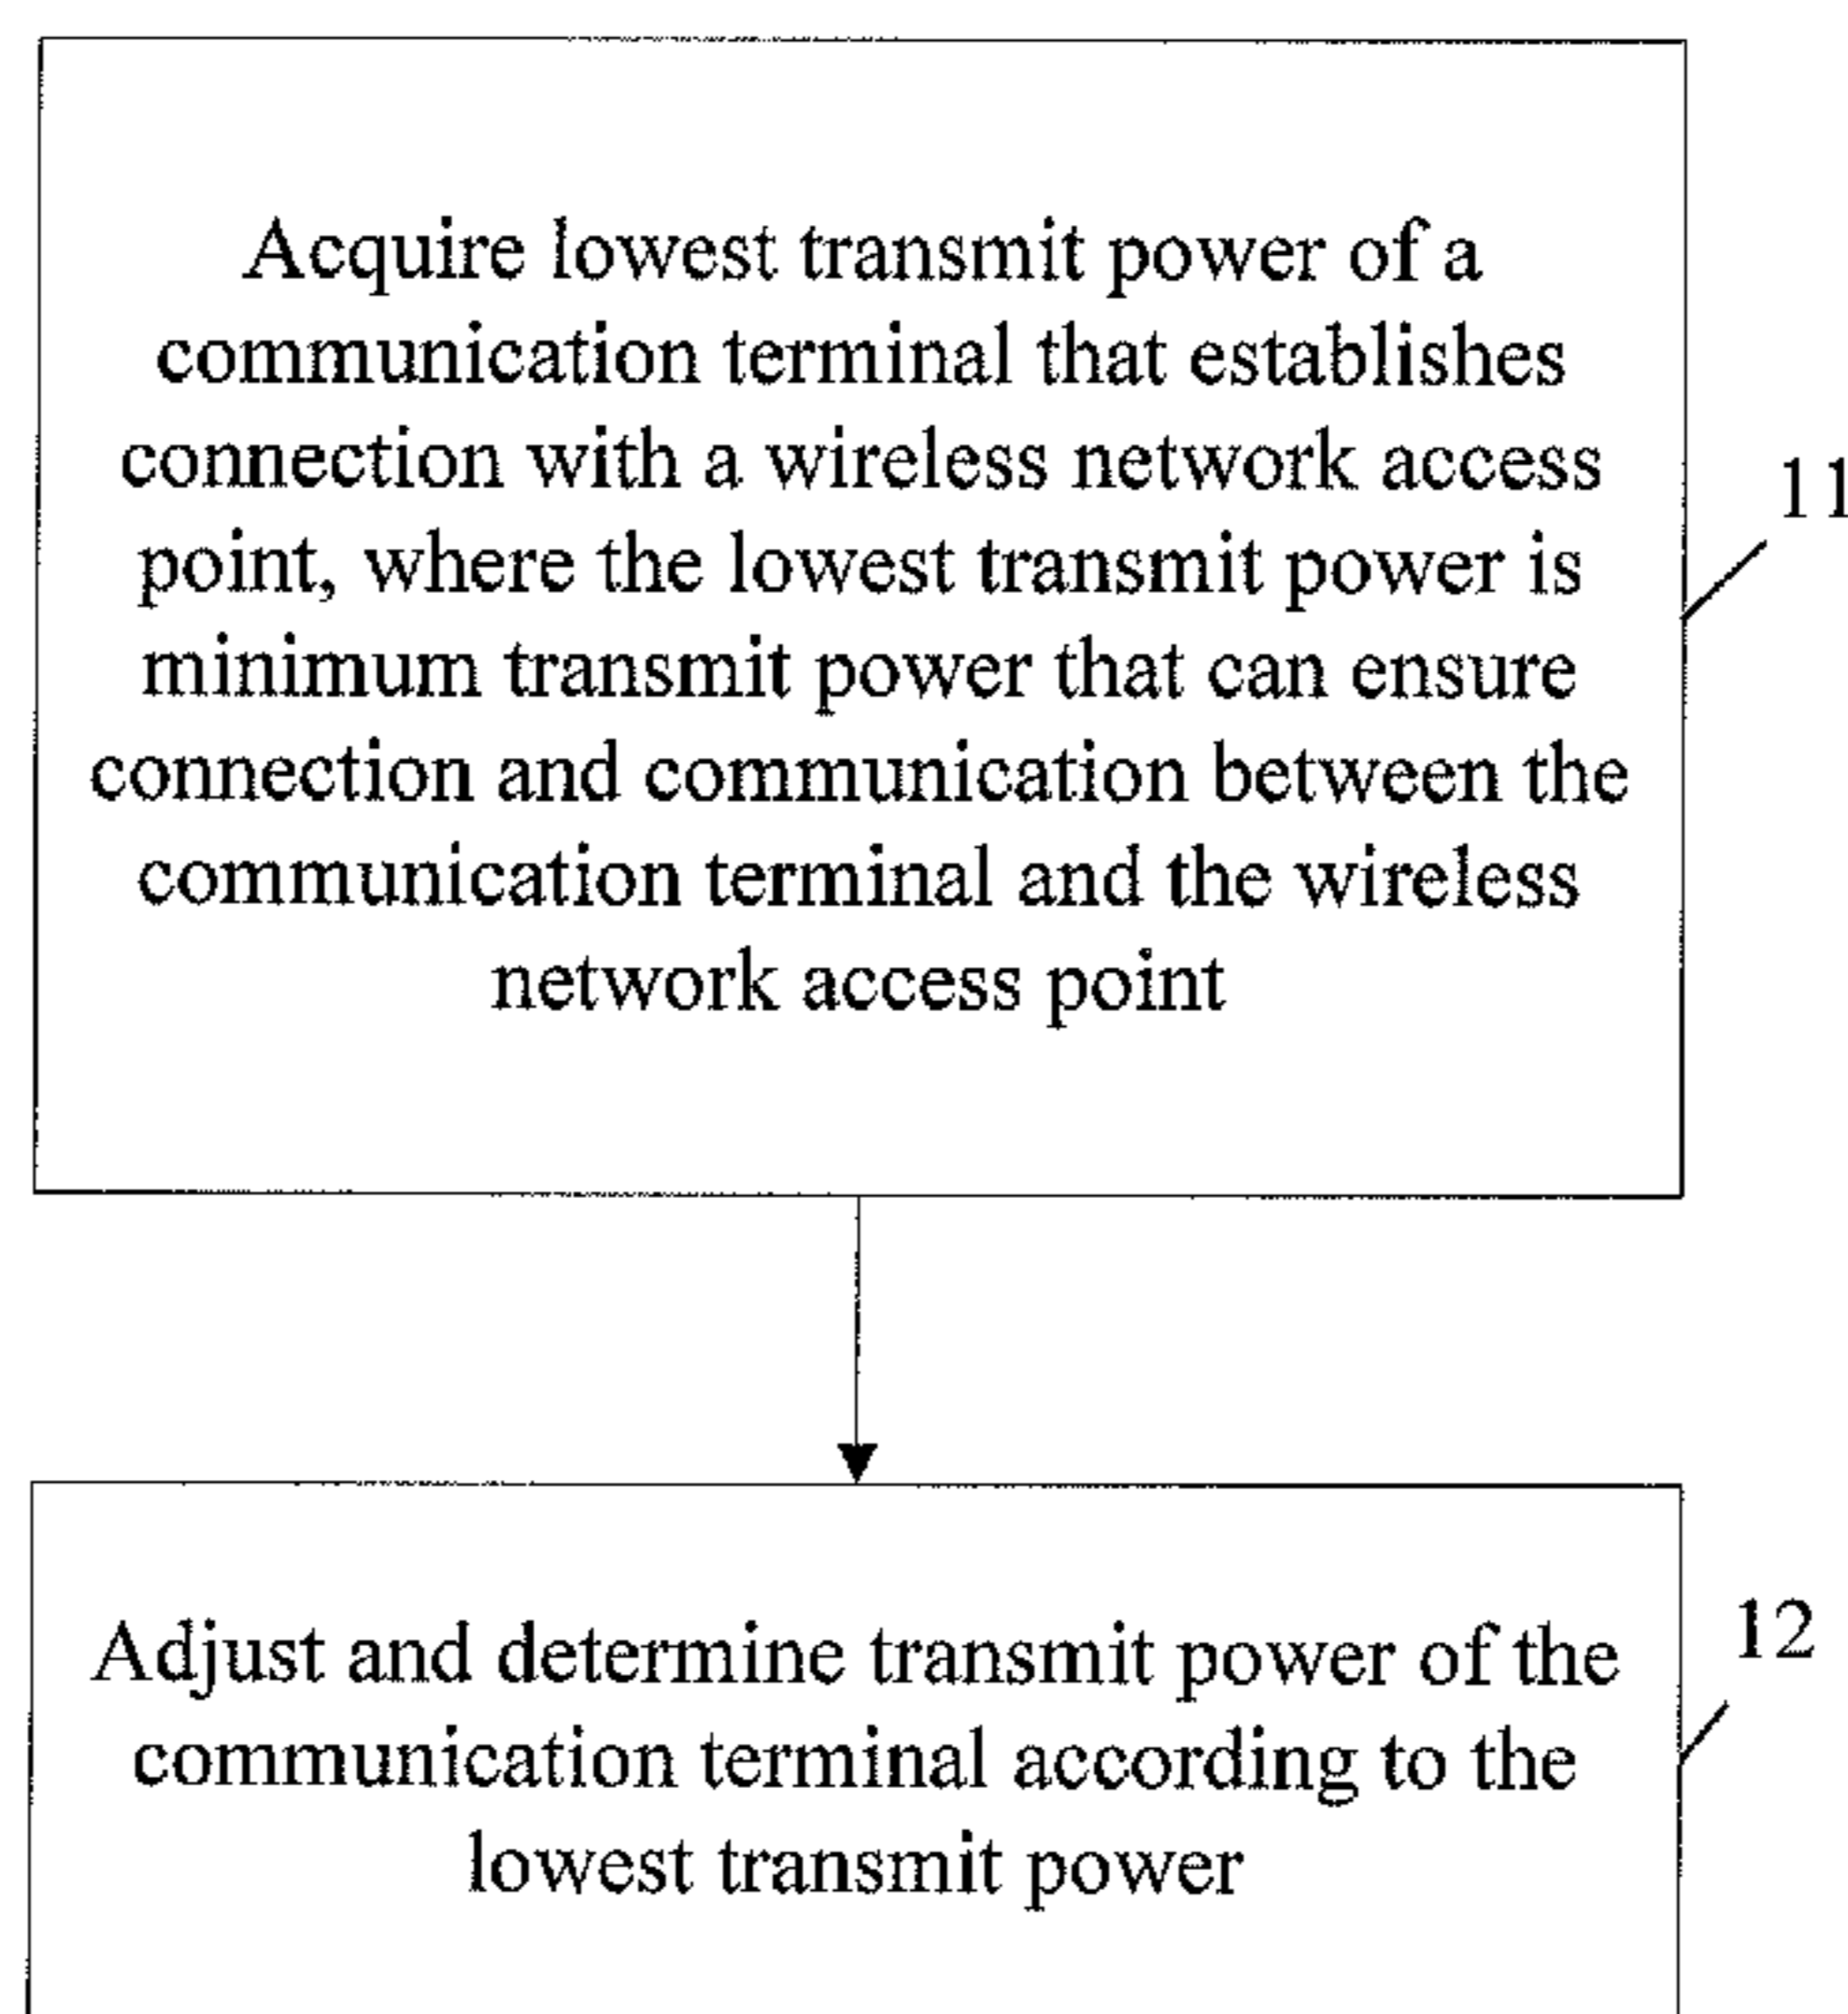 Acquire lowest transmit power of a
communication terminal that establishes
connection with a wireless network access
point, where the lowest transmit power is
minimum transmit power that can ensure
connection and communication between the
communication terminal and the wireless
network access point
11
Adjust and determine transmit power of the
communication terminal according to the
lowest transmit power
12